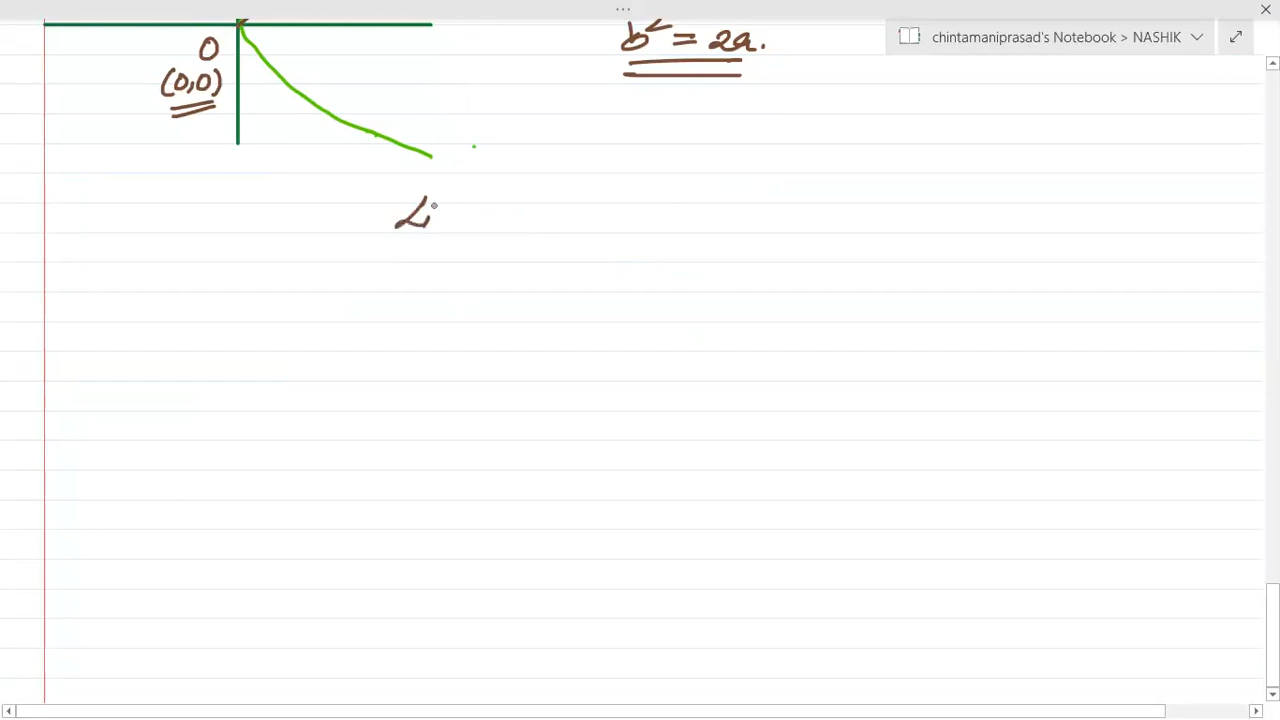 ...
chintamaniprasad's Notebook > NASHIK
b² = 2a.
0
(0,0)